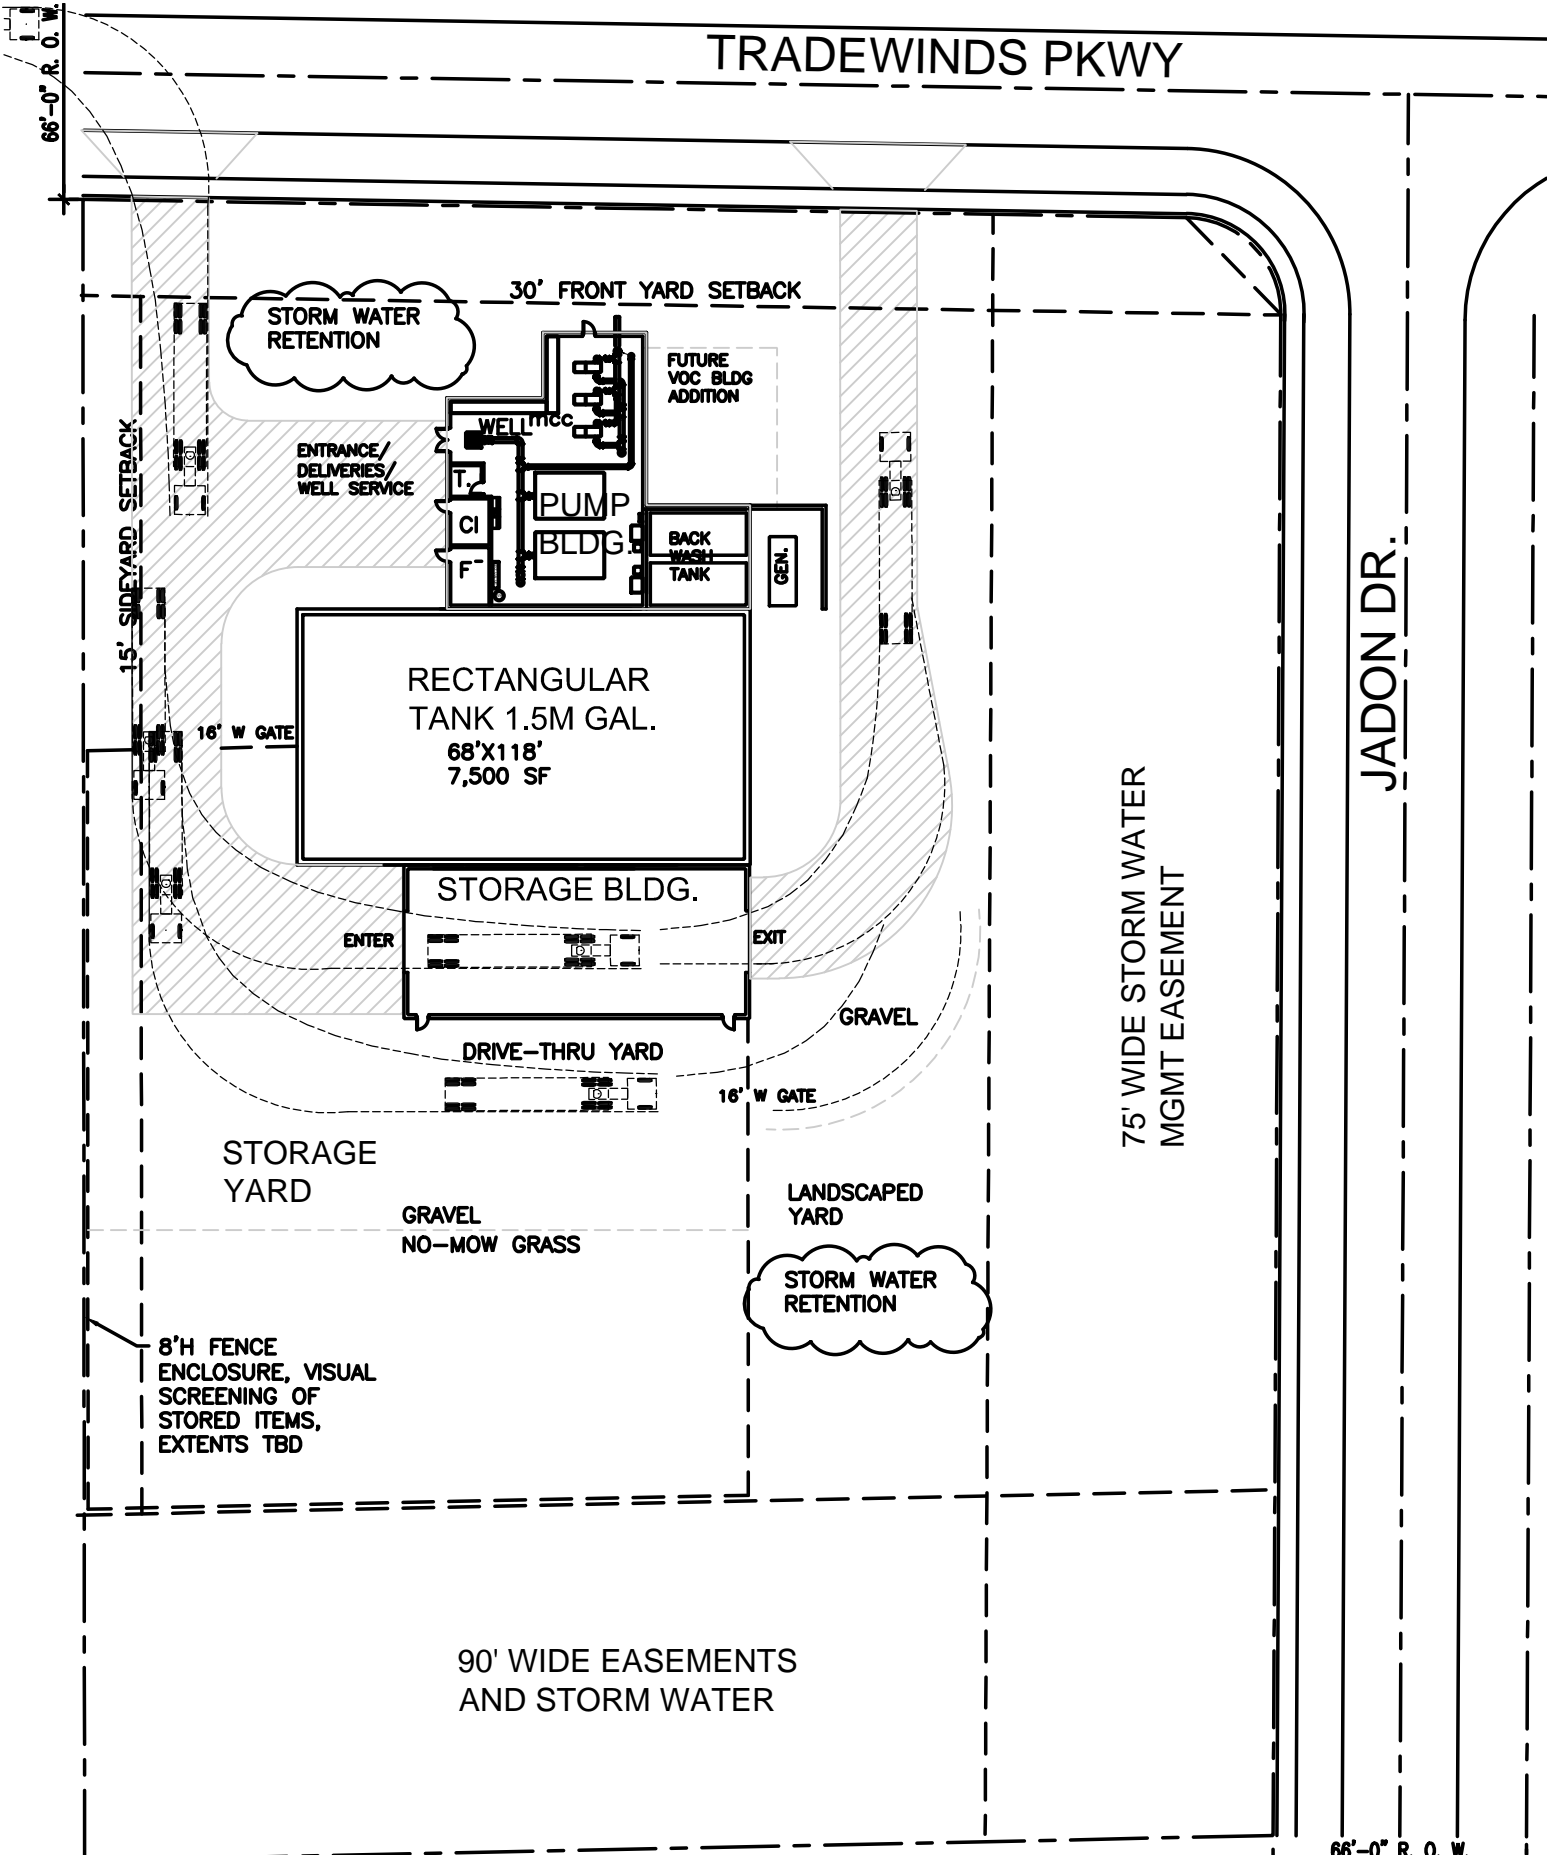 TRADEWINDS PKWY
66'-0" R. O. W.
30' FRONT YARD SETBACK
STORM WATER
RETENTION
FUTURE
VOC BLDG
ADDITION
WELL
mcc
ENTRANCE/
DELIVERIES/
WELL SERVICE
T.
Cl
F
PUMP
BLDG.
BACK
WASH
TANK
GEN.
15' SIDEYARD SETBACK
JADON DR.
RECTANGULAR
TANK 1.5M GAL.
68'X118'
7,500 SF
16' W GATE
75' WIDE STORM WATER
MGMT EASEMENT
STORAGE BLDG.
ENTER
EXIT
GRAVEL
DRIVE-THRU YARD
16' W GATE
STORAGE
YARD
GRAVEL
NO-MOW GRASS
LANDSCAPED
YARD
STORM WATER
RETENTION
8'H FENCE
ENCLOSURE, VISUAL
SCREENING OF
STORED ITEMS,
EXTENTS TBD
90' WIDE EASEMENTS
AND STORM WATER
66'-0" R. O. W.